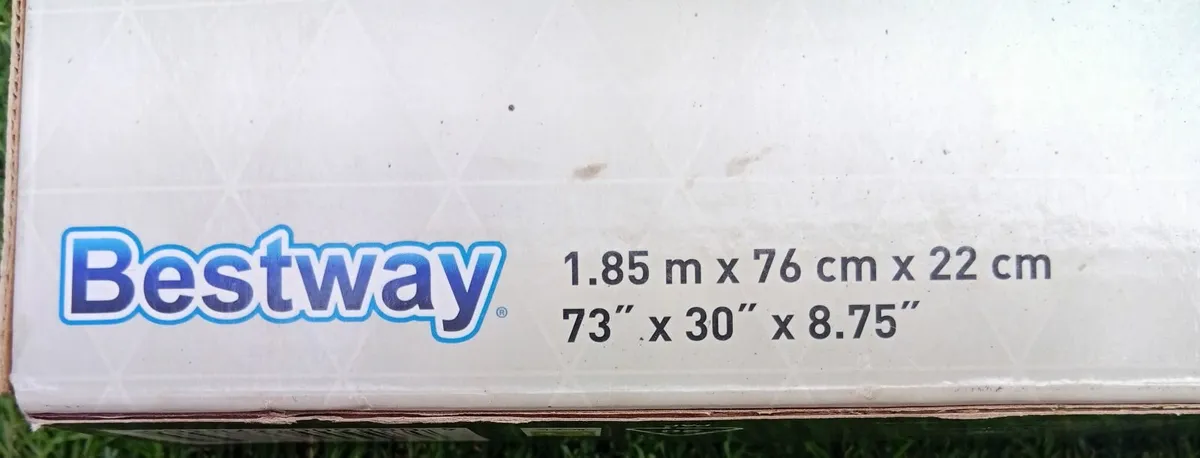 Bestway®
1.85 m x 76 cm x 22 cm
73″ x 30″ x 8.75″